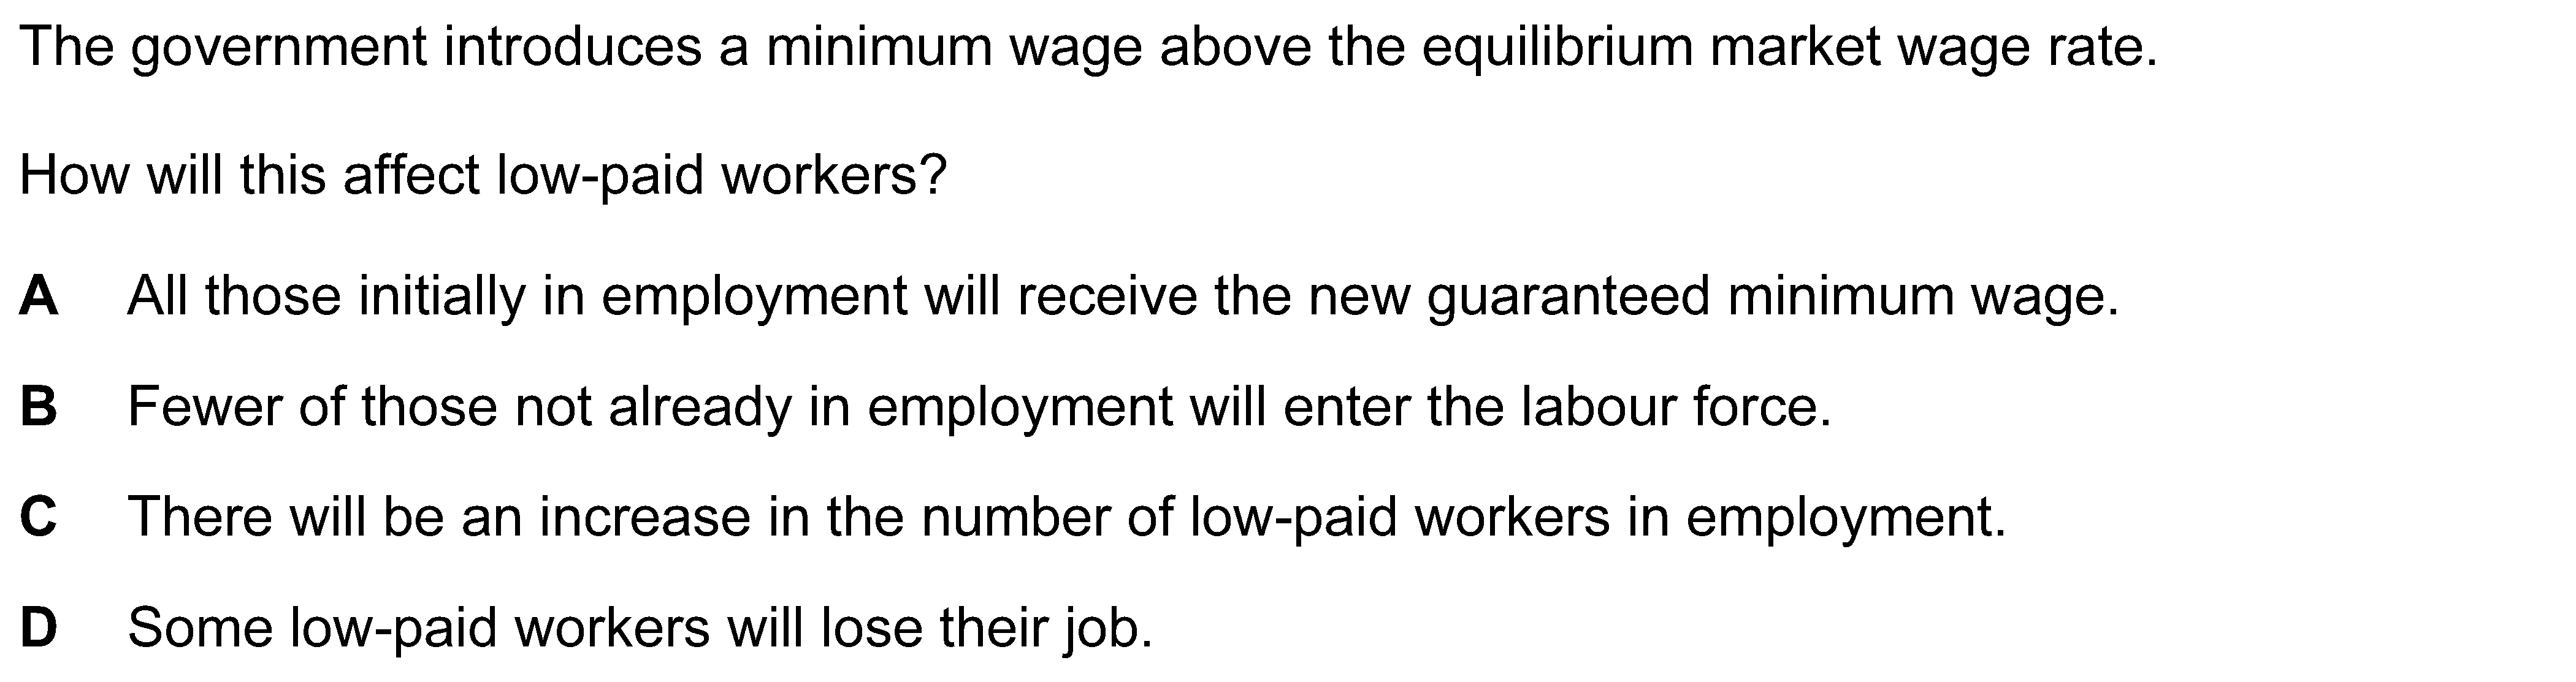 The government introduces a minimum wage above the equilibrium market wage rate.
How will this affect low-paid workers?
A All those initially in employment will receive the new guaranteed minimum wage.
B Fewer of those not already in employment will enter the labour force.
C There will be an increase in the number of low-paid workers in employment.
D Some low-paid workers will lose their job.